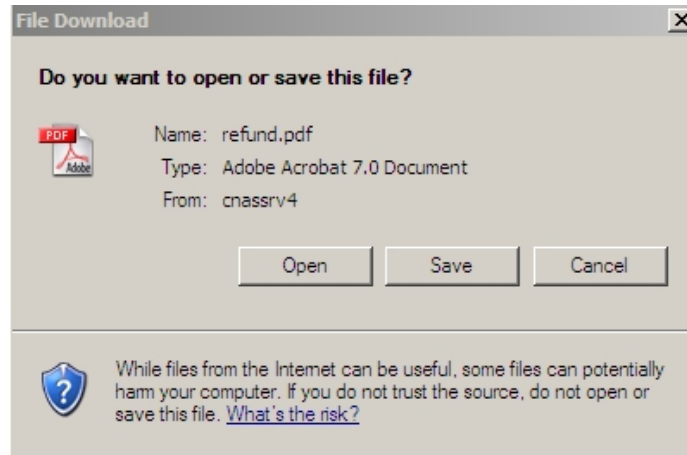 File Download
Do you want to open or save this file?
PDF
Adobe
Name: refund.pdf
Type: Adobe Acrobat 7.0 Document
From: cnassrv4
Open Save Cancel
While files from the Internet can be useful, some files can potentially
harm your computer. If you do not trust the source, do not open or
save this file. What's the risk?